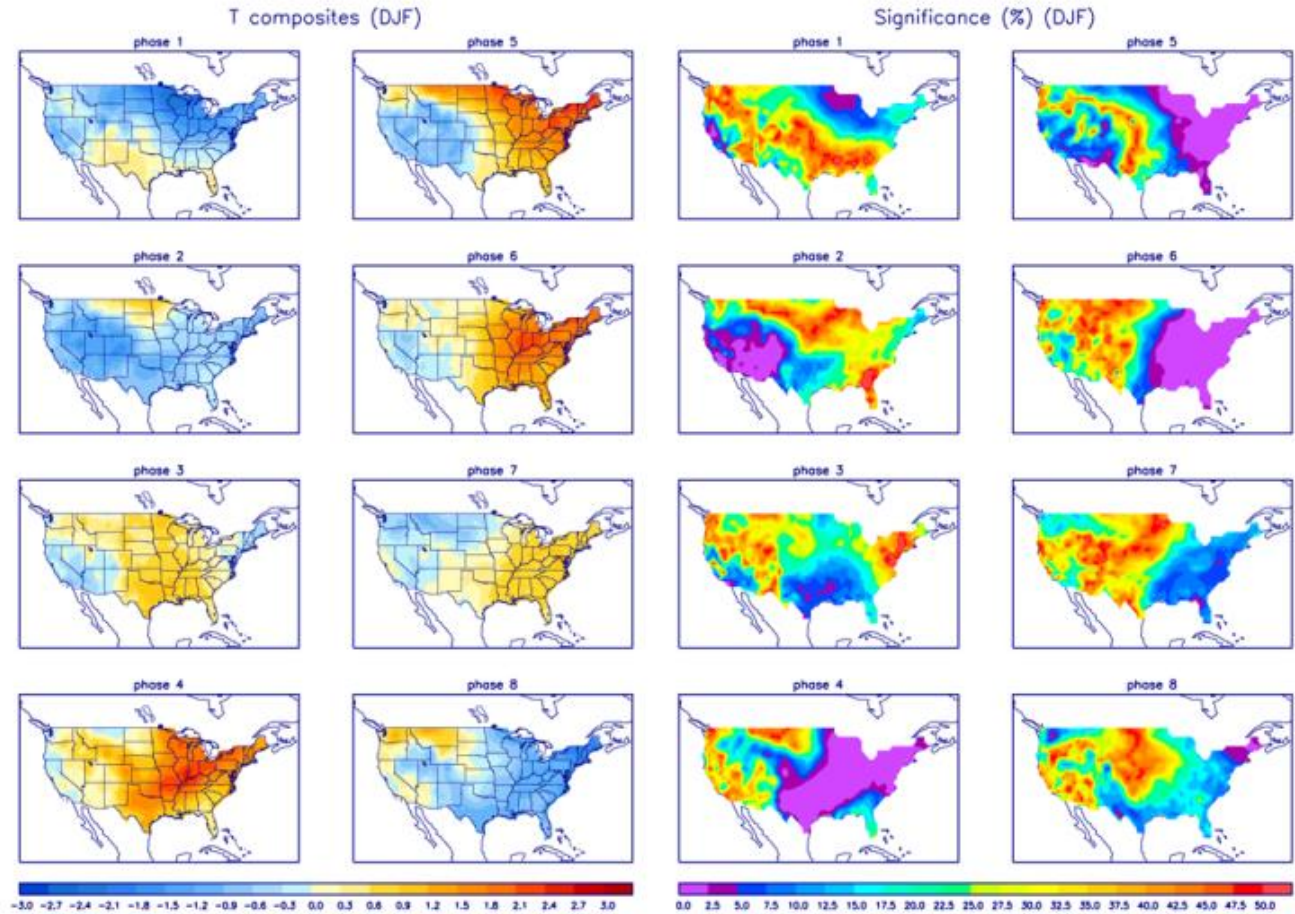 T composites (DJF)
Significance (%) (DJF)
phase 1
phase 5
phase 1
phase 5
phase 2
phase 6
phase 2
phase 6
phase 3
phase 7
phase 3
phase 7
phase 4
phase 8
phase 4
phase 8
-3.0 -2.7 -2.4 -2.1 -1.8 -1.5 -1.2 -0.9 -0.6 -0.3 0.0 0.3 0.6 0.9 1.2 1.5 1.8 2.1 2.4 2.7 3.0
0.0 2.5 5.0 7.5 10.0 12.5 15.0 17.5 20.0 22.5 25.0 27.5 30.0 32.5 35.0 37.5 40.0 42.5 45.0 47.5 50.0